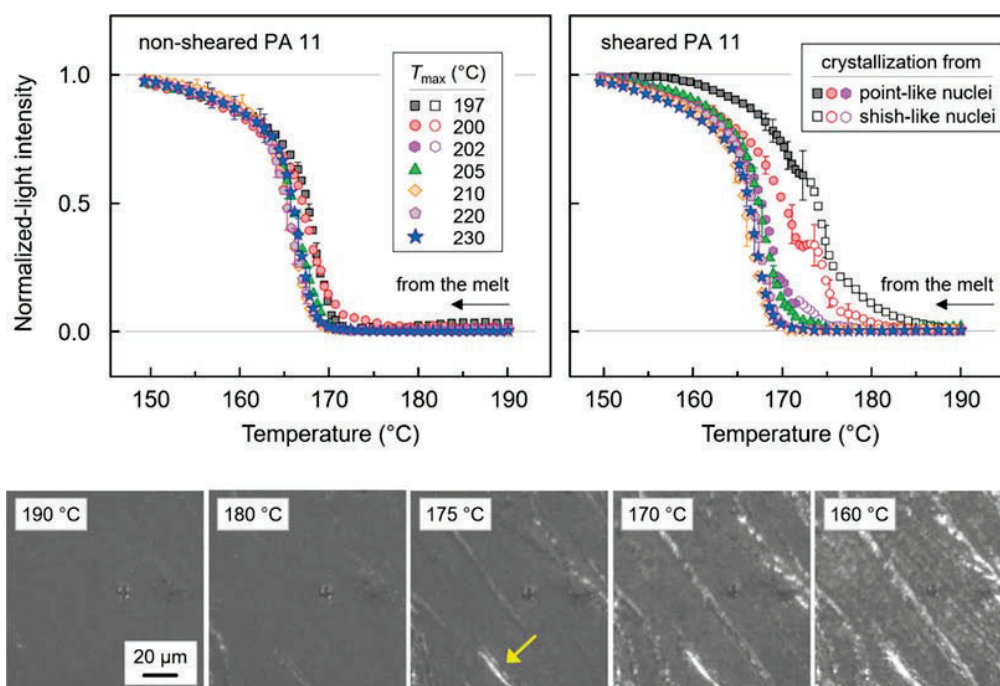 non-sheared PA 11
Tmax (°C)
197
200
202
205
210
220
230
from the melt
Normalized-light intensity
1.0
0.5
0.0
150 160 170 180 190
Temperature (°C)
sheared PA 11
crystallization from
point-like nuclei
shish-like nuclei
from the melt
150 160 170 180 190
Temperature (°C)
190 °C
180 °C
175 °C
170 °C
160 °C
20 µm